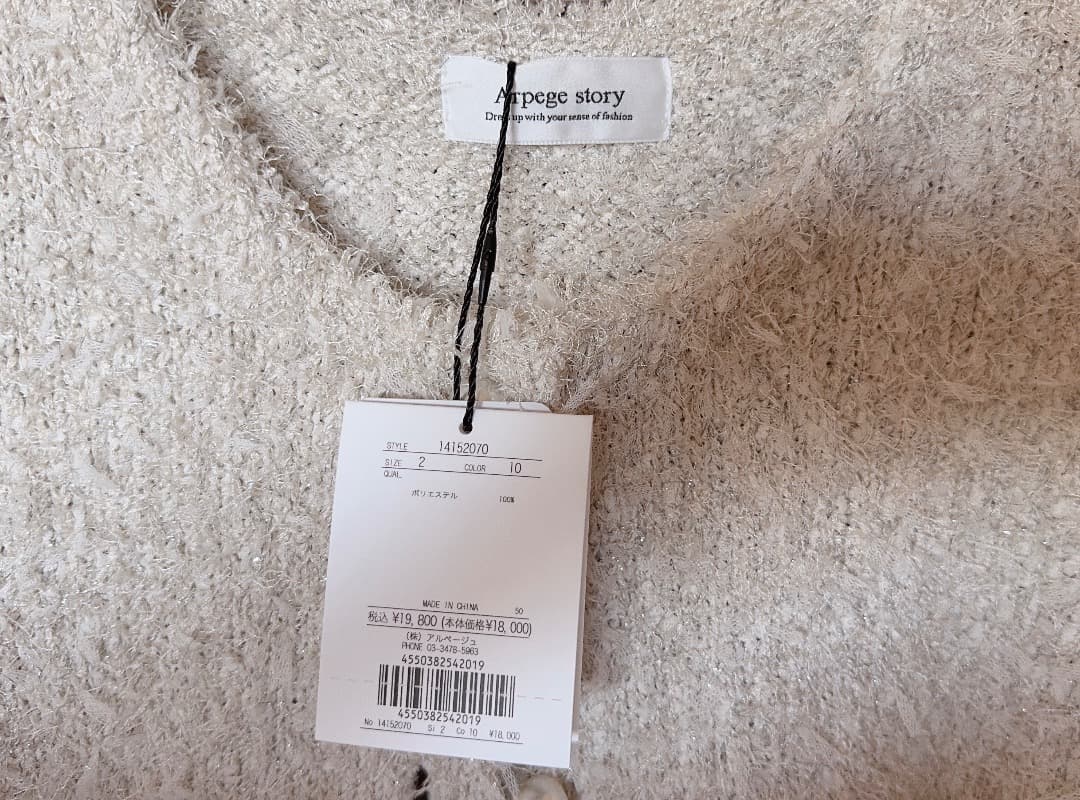 Arpege story
Dress up with your sense of fashion
STYLE 14152070
SIZE 2 COLOR 10
QUAL.
ポリエステル 100%
MADE IN CHINA 50
税込 ¥19,800 (本体価格¥18,000)
(株) アルページュ
PHONE 03-3478-5963
4550382542019
4550382542019
No 14152070 Si 2 Co 10 ¥18,000